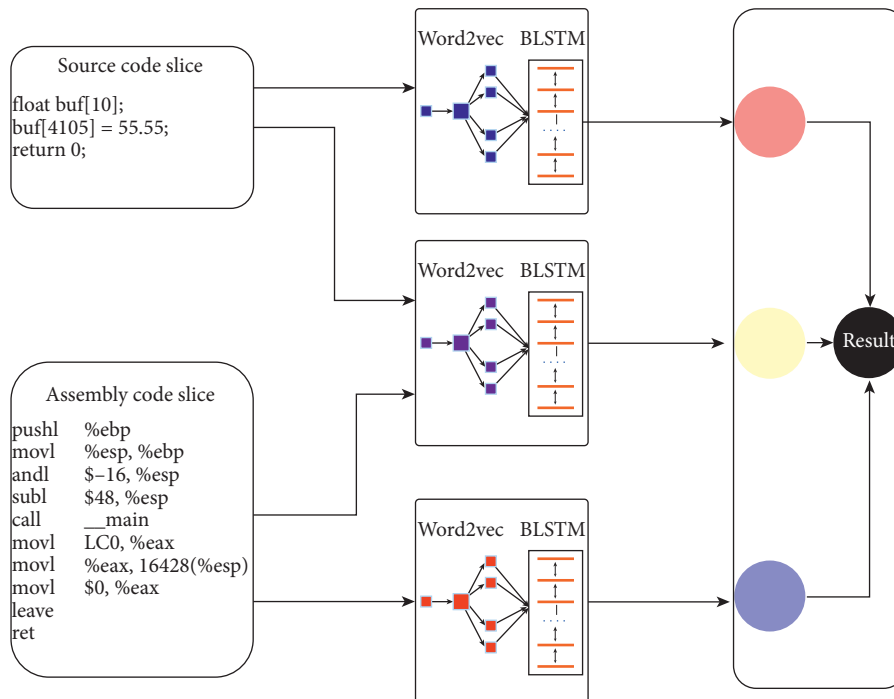 Source code slice
float buf[10];
buf[4105] = 55.55;
return 0;
Word2vec BLSTM
Word2vec BLSTM
Result
Assembly code slice
pushl %ebp
movl %esp, %ebp
andl $–16, %esp
subl $48, %esp
call __main
movl LC0, %eax
movl %eax, 16428(%esp)
movl $0, %eax
leave
ret
Word2vec BLSTM